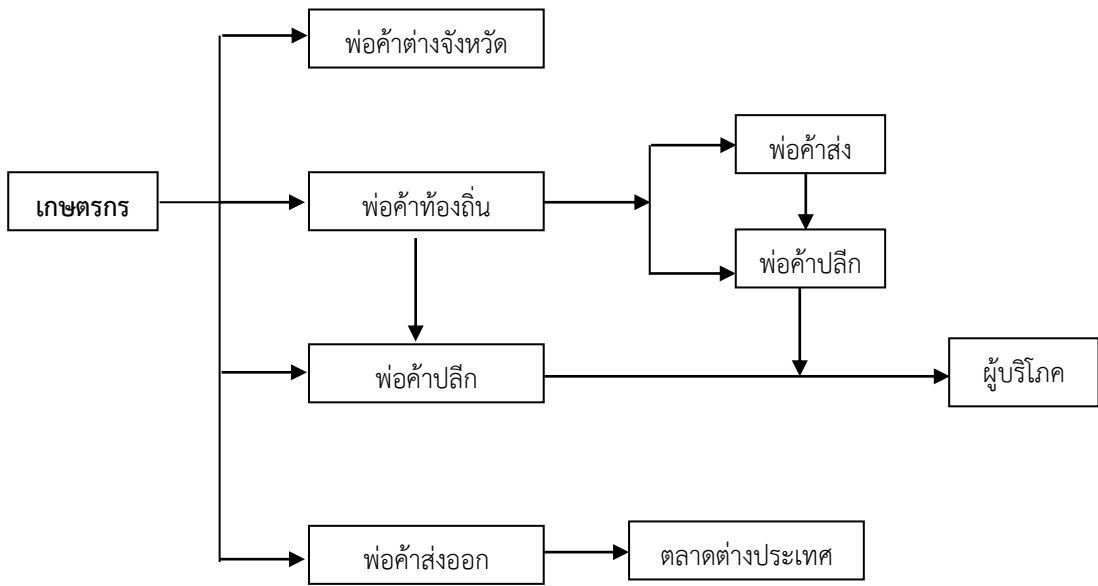 พ่อค้าต่างจังหวัด
พ่อค้าส่ง
เกษตรกร
พ่อค้าท้องถิ่น
พ่อค้าปลีก
พ่อค้าปลีก
ผู้บริโภค
พ่อค้าส่งออก
ตลาดต่างประเทศ